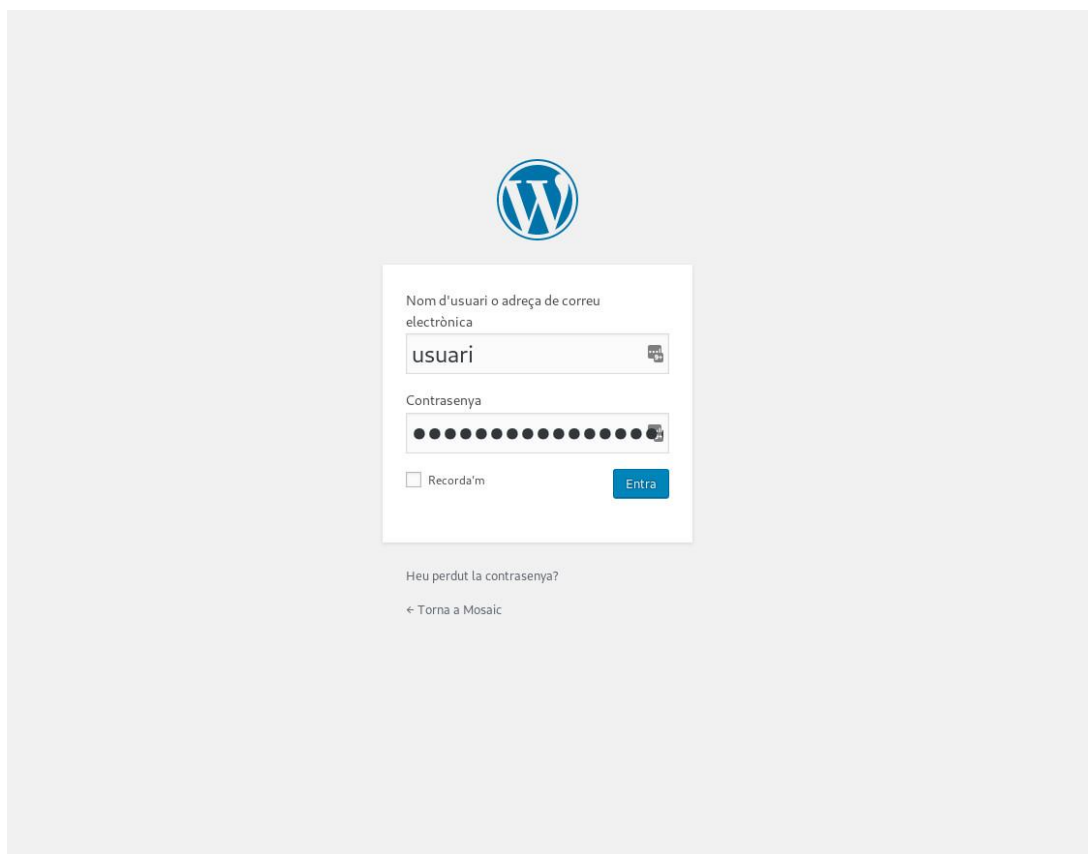 Nom d'usuari o adreça de correu
electrònica
usuari
Contrasenya
Recorda'm
Entra
Heu perdut la contrasenya?
← Torna a Mosaic